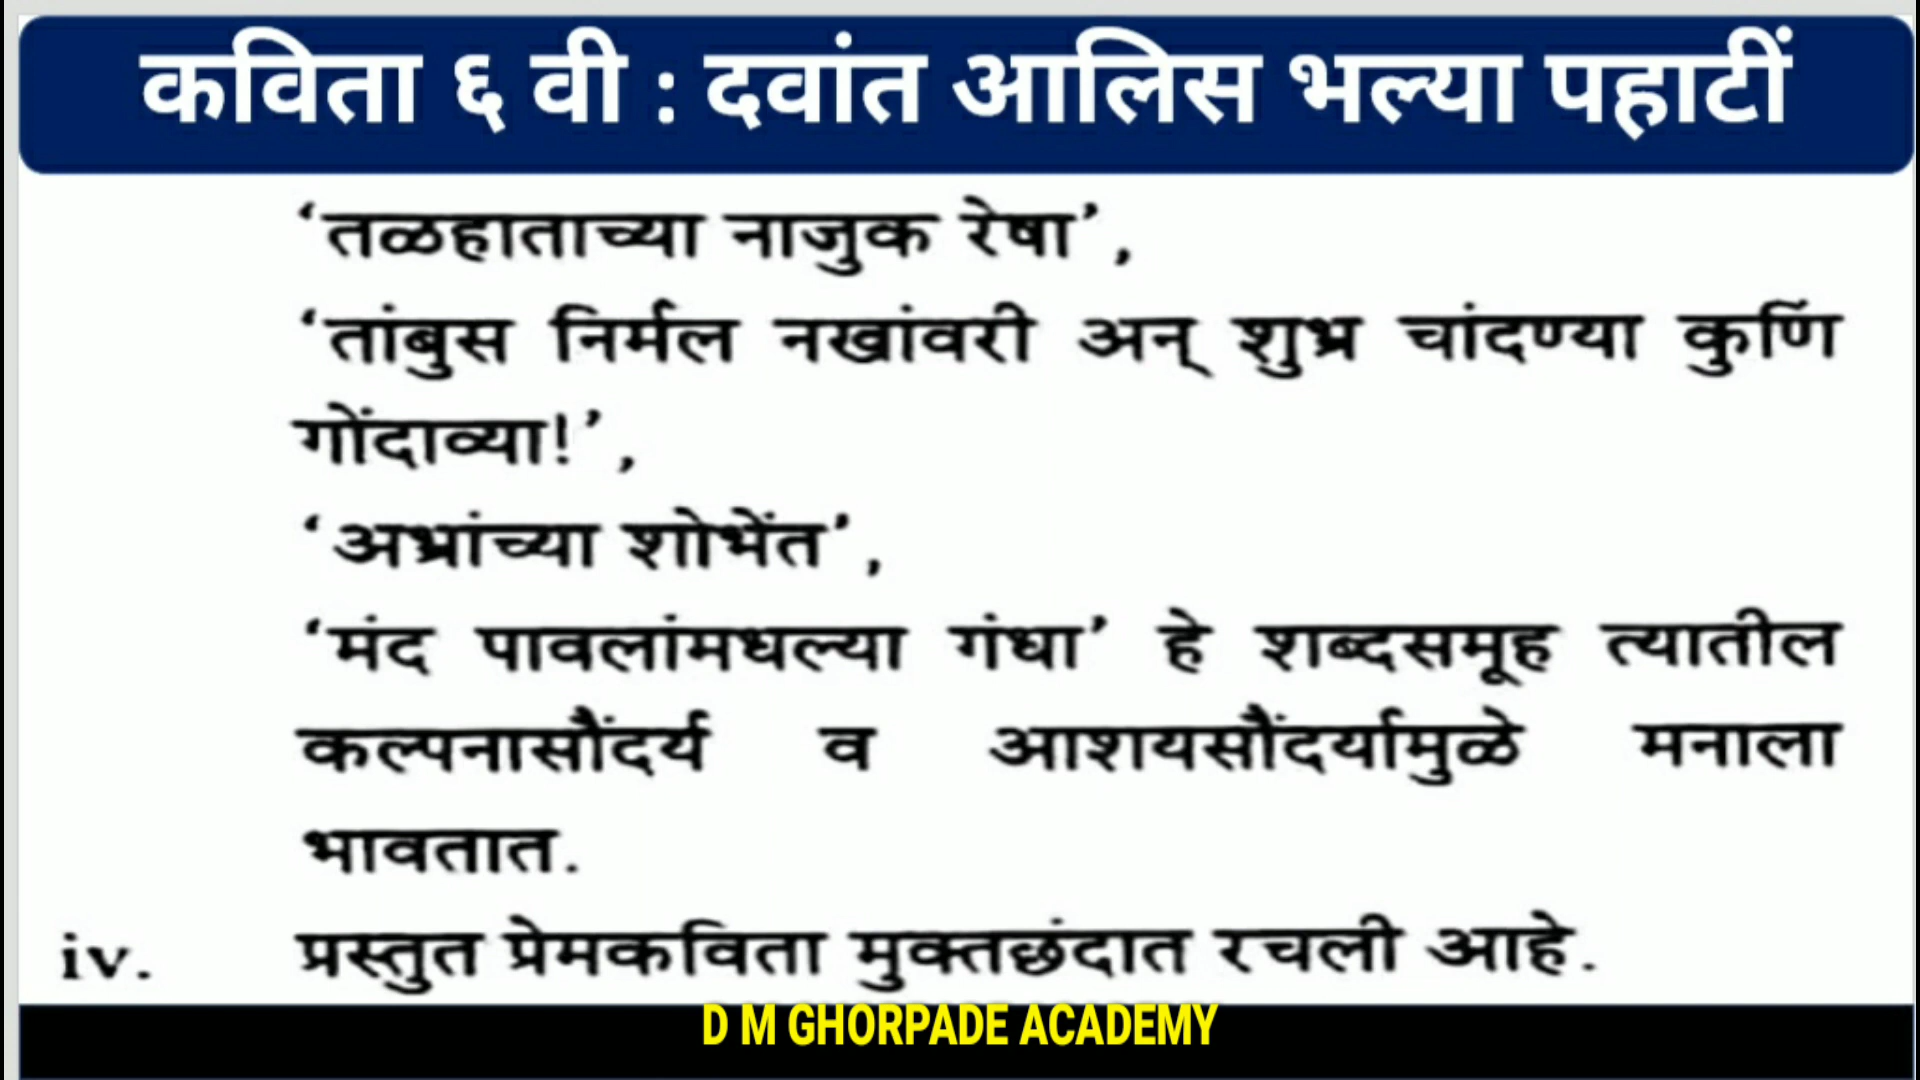 कविता ६ वी : दवांत आलिस भल्या पहाटीं
‘तळहाताच्या नाजुक रेषा’,
‘तांबुस निर्मल नखांवरी अन् शुभ्र चांदण्या कुणिं
गोंदाव्या!’,
‘अभ्रांच्या शोभेंत’,
‘मंद पावलांमधल्या गंधा’ हे शब्दसमूह त्यातील
कल्पनासौंदर्य व आशयसौंदर्यामुळे मनाला
भावतात.
iv. प्रस्तुत प्रेमकविता मुक्तछंदात रचली आहे.
D M GHORPADE ACADEMY